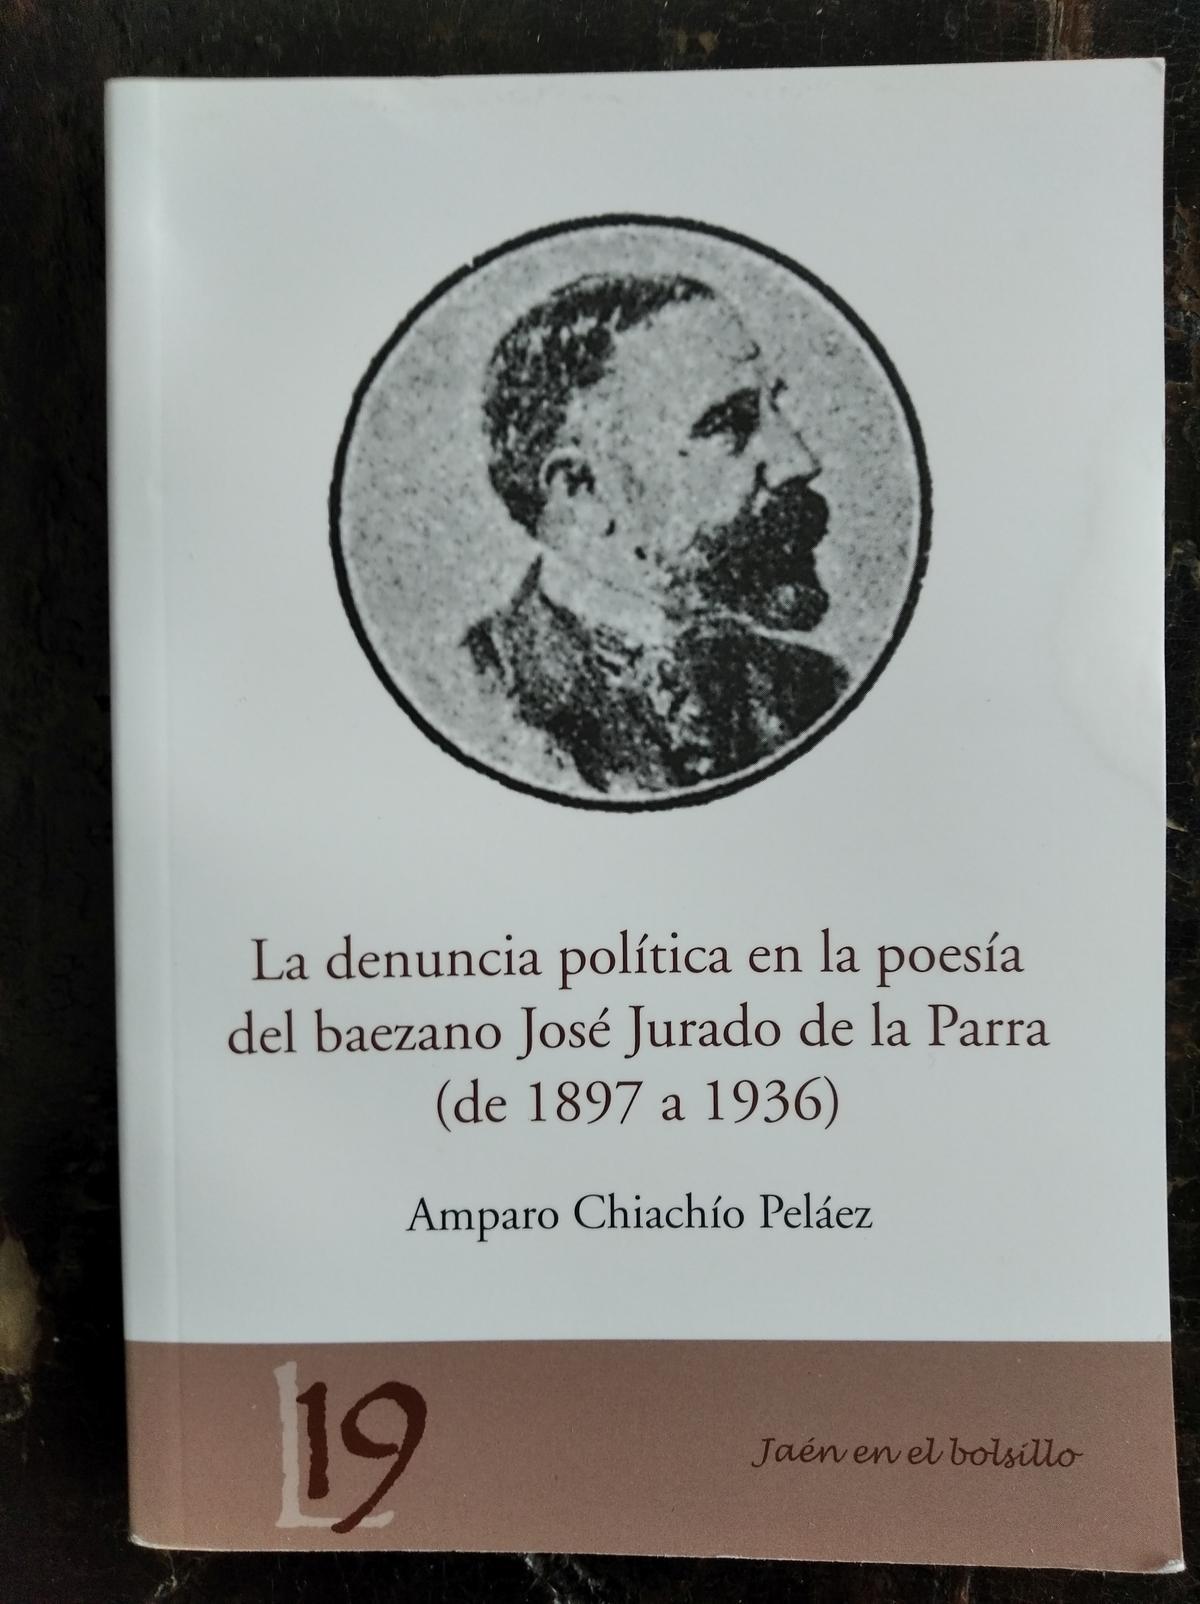 La denuncia política en la poesía
del baezano José Jurado de la Parra
(de 1897 a 1936)
Amparo Chiachío Peláez
L19
Jaén en el bolsillo